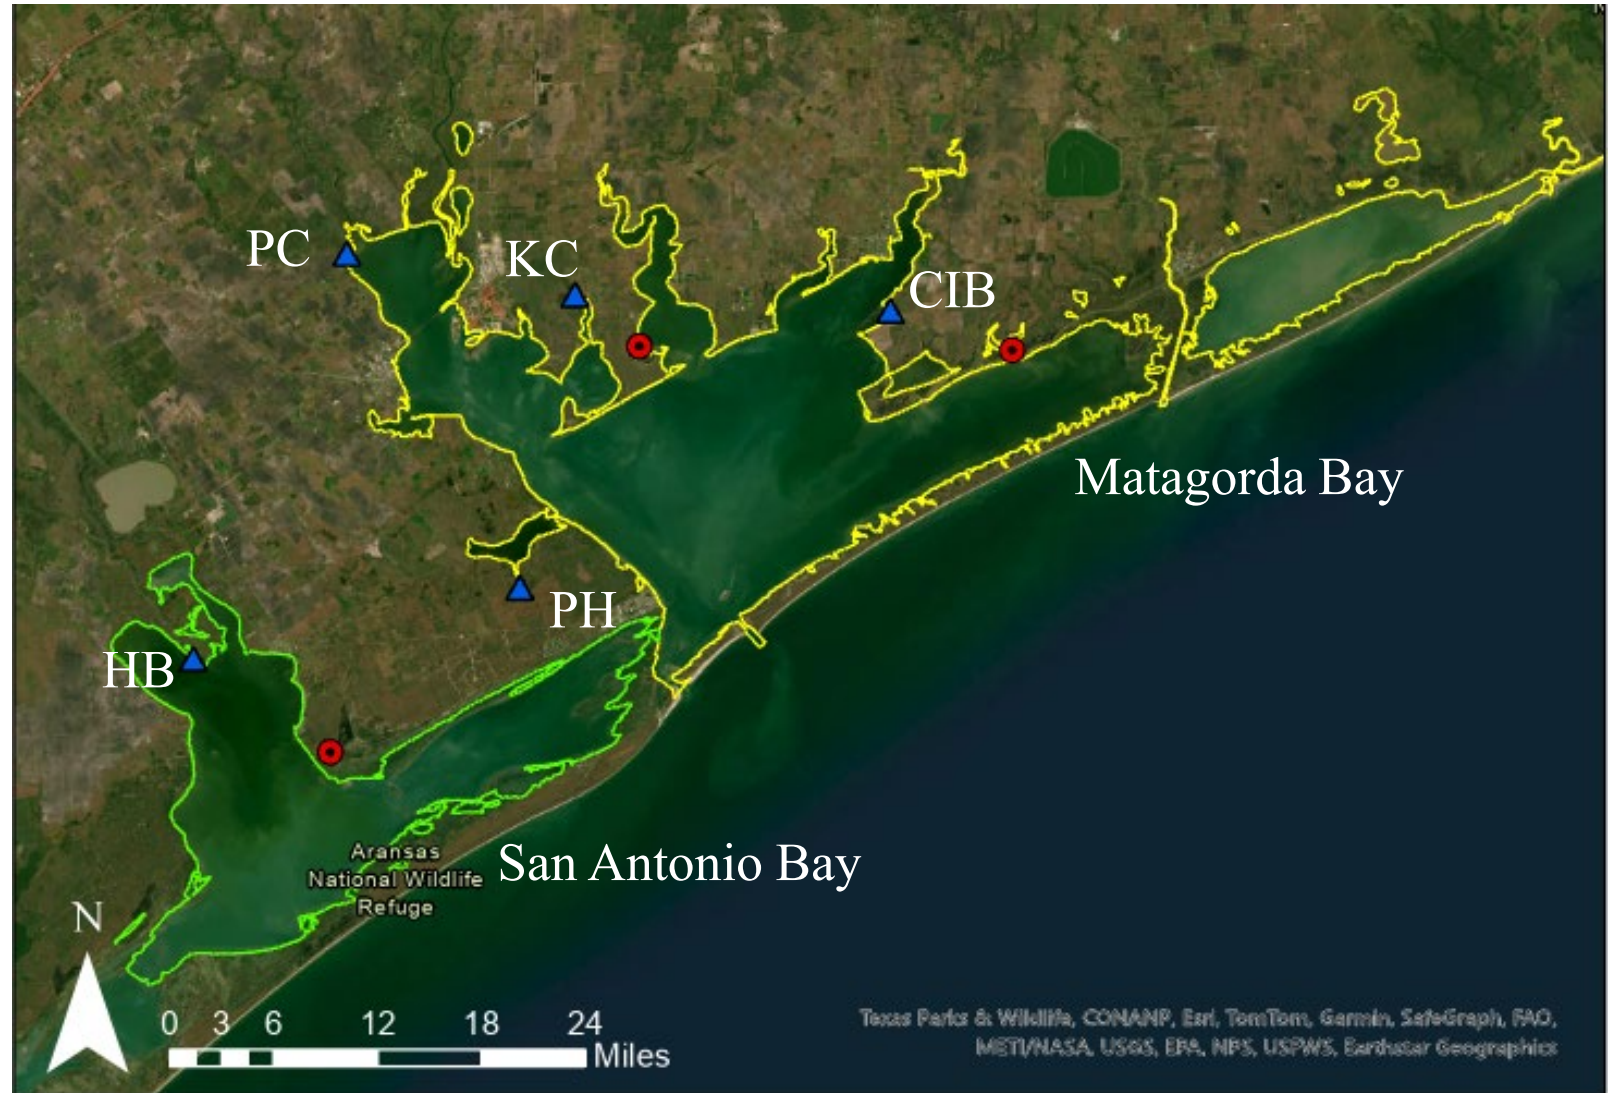 PC
KC
CIB
Matagorda Bay
PH
HB
San Antonio Bay
Aransas
National Wildlife
Refuge
N
0 3 6 12 18 24
Miles
Texas Parks & Wildlife, CONANP, Esri, TomTom, Garmin, SafeGraph, FAO,
METI/NASA, USGS, EPA, NPS, USFWS, Earthstar Geographics